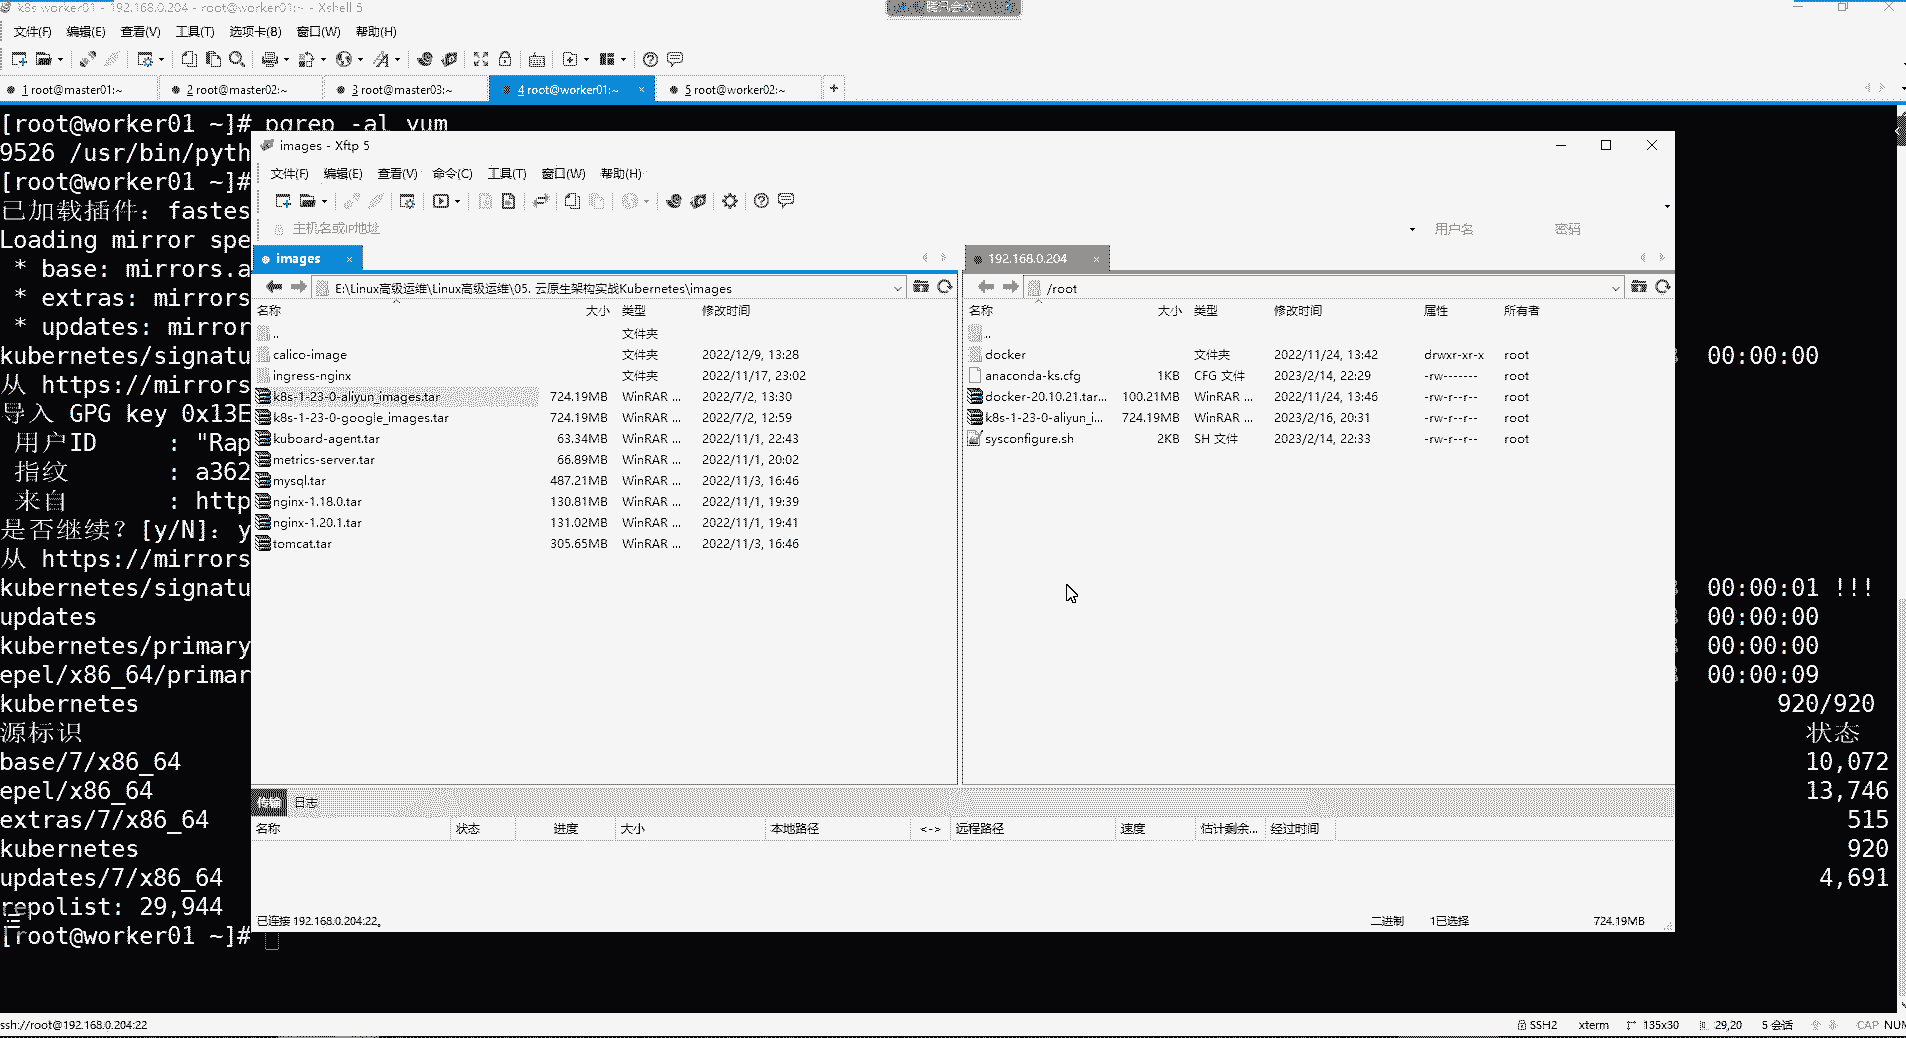 k8s-worker01 - 192.168.0.204 - root@worker01:~ - Xshell 5
腾讯会议
文件(F) 编辑(E) 查看(V) 工具(T) 选项卡(B) 窗口(W) 帮助(H)
1 root@master01:~ 2 root@master02:~ 3 root@master03:~ 4 root@worker01:~ × 5 root@worker02:~ +
[root@worker01 ~]# pgrep -al yum
9526 /usr/bin/pyth
[root@worker01 ~]#
已加载插件：fastes
Loading mirror spe
* base: mirrors.a
* extras: mirrors
* updates: mirror
kubernetes/signatu 00:00:00
从 https://mirrors
导入 GPG key 0x13E
用户ID : "Rap
指纹 : a362
来自 : http
是否继续？[y/N]：y
从 https://mirrors
kubernetes/signatu 00:00:01 !!!
updates 00:00:00
kubernetes/primary 00:00:00
epel/x86_64/primar 00:00:09
kubernetes 920/920
源标识 状态
base/7/x86_64 10,072
epel/x86_64 13,746
extras/7/x86_64 515
kubernetes 920
updates/7/x86_64 4,691
repolist: 29,944
[root@worker01 ~]#
images - Xftp 5
文件(F) 编辑(E) 查看(V) 命令(C) 工具(T) 窗口(W) 帮助(H)
主机名或IP地址 用户名 密码
images ×
E:\Linux高级运维\Linux高级运维\05. 云原生架构实战Kubernetes\images
名称 大小 类型 修改时间
.. 文件夹
calico-image 文件夹 2022/12/9, 13:28
ingress-nginx 文件夹 2022/11/17, 23:02
k8s-1-23-0-aliyun_images.tar 724.19MB WinRAR ... 2022/7/2, 13:30
k8s-1-23-0-google_images.tar 724.19MB WinRAR ... 2022/7/2, 12:59
kuboard-agent.tar 63.34MB WinRAR ... 2022/11/1, 22:43
metrics-server.tar 66.89MB WinRAR ... 2022/11/1, 20:02
mysql.tar 487.21MB WinRAR ... 2022/11/3, 16:46
nginx-1.18.0.tar 130.81MB WinRAR ... 2022/11/1, 19:39
nginx-1.20.1.tar 131.02MB WinRAR ... 2022/11/1, 19:41
tomcat.tar 305.65MB WinRAR ... 2022/11/3, 16:46
192.168.0.204 ×
/root
名称 大小 类型 修改时间 属性 所有者
..
docker 文件夹 2022/11/24, 13:42 drwxr-xr-x root
anaconda-ks.cfg 1KB CFG 文件 2023/2/14, 22:29 -rw------- root
docker-20.10.21.tar... 100.21MB WinRAR ... 2022/11/24, 13:46 -rw-r--r-- root
k8s-1-23-0-aliyun_i... 724.19MB WinRAR ... 2023/2/16, 20:31 -rw-r--r-- root
sysconfigure.sh 2KB SH 文件 2023/2/14, 22:33 -rw-r--r-- root
传输 日志
名称 状态 进度 大小 本地路径 <-> 远程路径 速度 估计剩余... 经过时间
已连接 192.168.0.204:22。 二进制 1已选择 724.19MB
ssh://root@192.168.0.204:22 SSH2 xterm 135x30 29,20 5 会话 CAP NUM